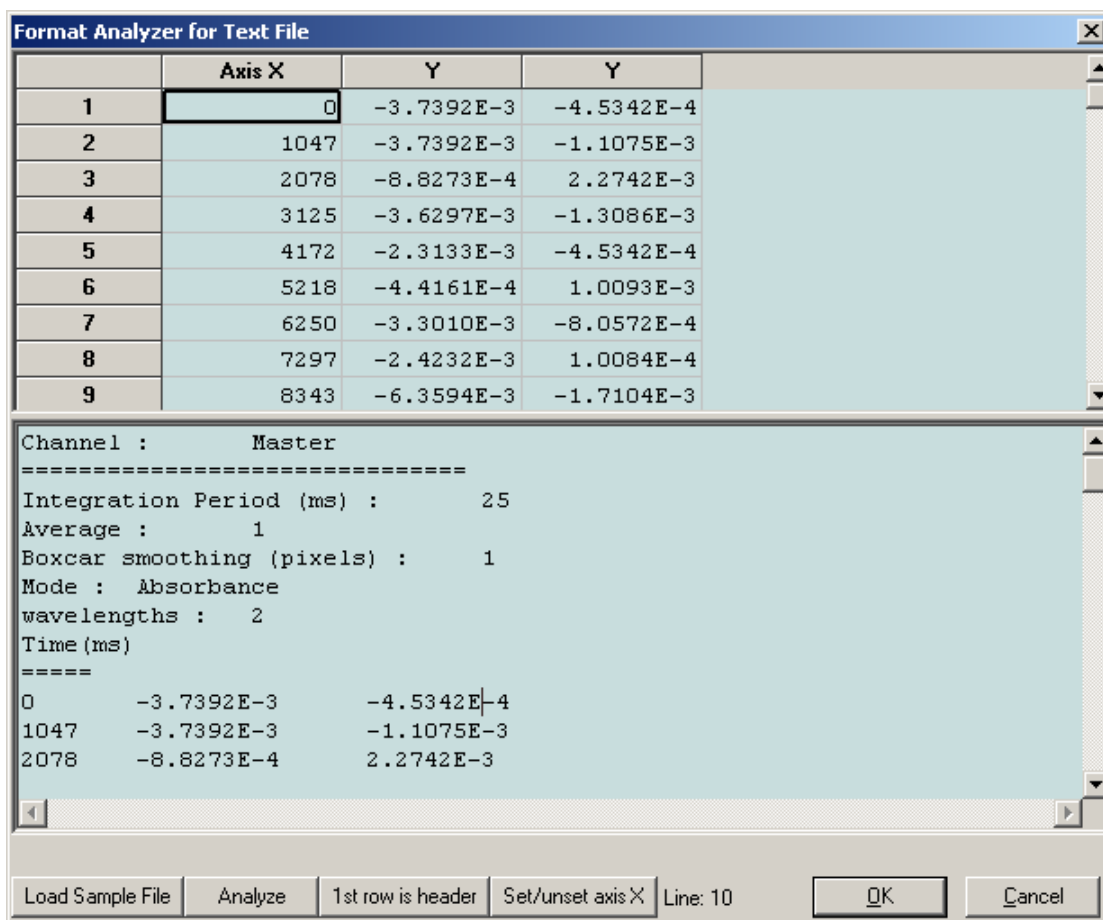 Format Analyzer for Text File
Axis X Y Y
1 0 -3.7392E-3 -4.5342E-4
2 1047 -3.7392E-3 -1.1075E-3
3 2078 -8.8273E-4 2.2742E-3
4 3125 -3.6297E-3 -1.3086E-3
5 4172 -2.3133E-3 -4.5342E-4
6 5218 -4.4161E-4 1.0093E-3
7 6250 -3.3010E-3 -8.0572E-4
8 7297 -2.4232E-3 1.0084E-4
9 8343 -6.3594E-3 -1.7104E-3
Channel : Master
===============================
Integration Period (ms) : 25
Average : 1
Boxcar smoothing (pixels) : 1
Mode : Absorbance
wavelengths : 2
Time(ms)
=====
0 -3.7392E-3 -4.5342E-4
1047 -3.7392E-3 -1.1075E-3
2078 -8.8273E-4 2.2742E-3
Load Sample File Analyze 1st row is header Set/unset axis X Line: 10 OK Cancel